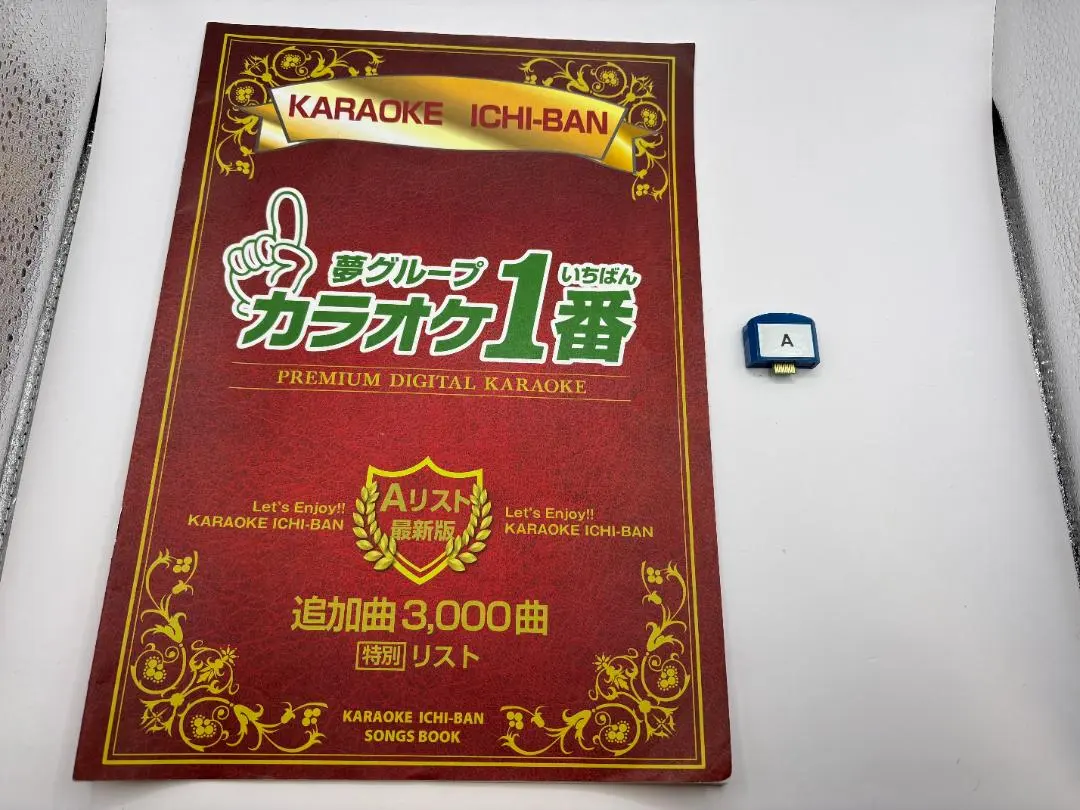 KARAOKE ICHI-BAN
夢グループ
いちばん
カラオケ1番
PREMIUM DIGITAL KARAOKE
Aリスト
最新版
Let's Enjoy!!
KARAOKE ICHI-BAN
Let's Enjoy!!
KARAOKE ICHI-BAN
追加曲3,000曲
特別リスト
KARAOKE ICHI-BAN
SONGS BOOK
A